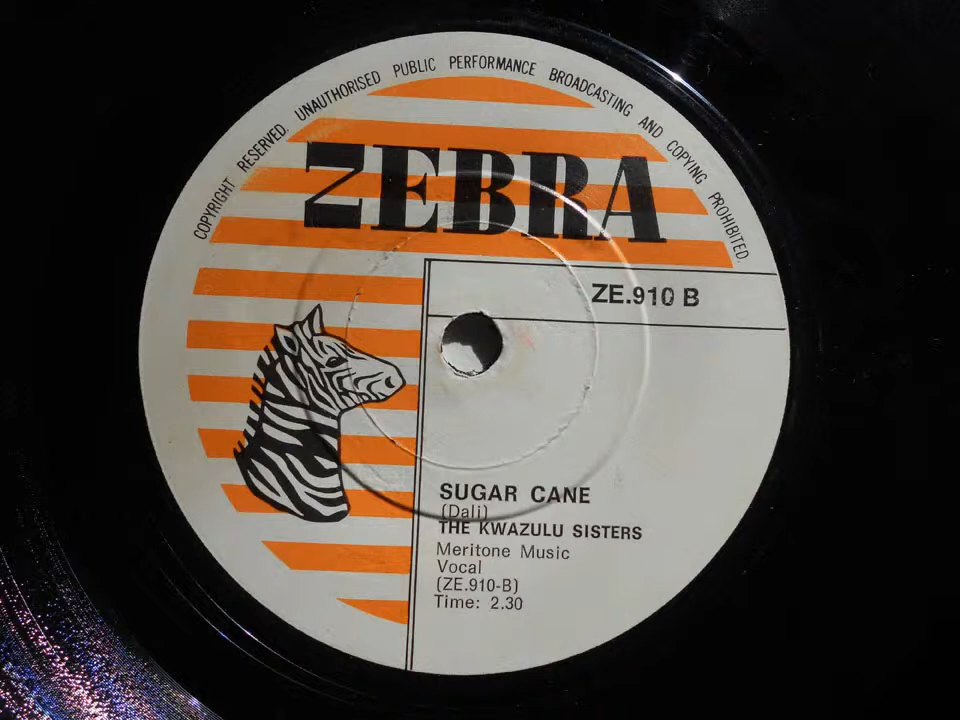 COPYRIGHT RESERVED. UNAUTHORISED PUBLIC PERFORMANCE BROADCASTING AND COPYING PROHIBITED.
ZEBRA
ZE.910 B
SUGAR CANE
(Dali)
THE KWAZULU SISTERS
Meritone Music
Vocal
(ZE.910-B)
Time: 2.30